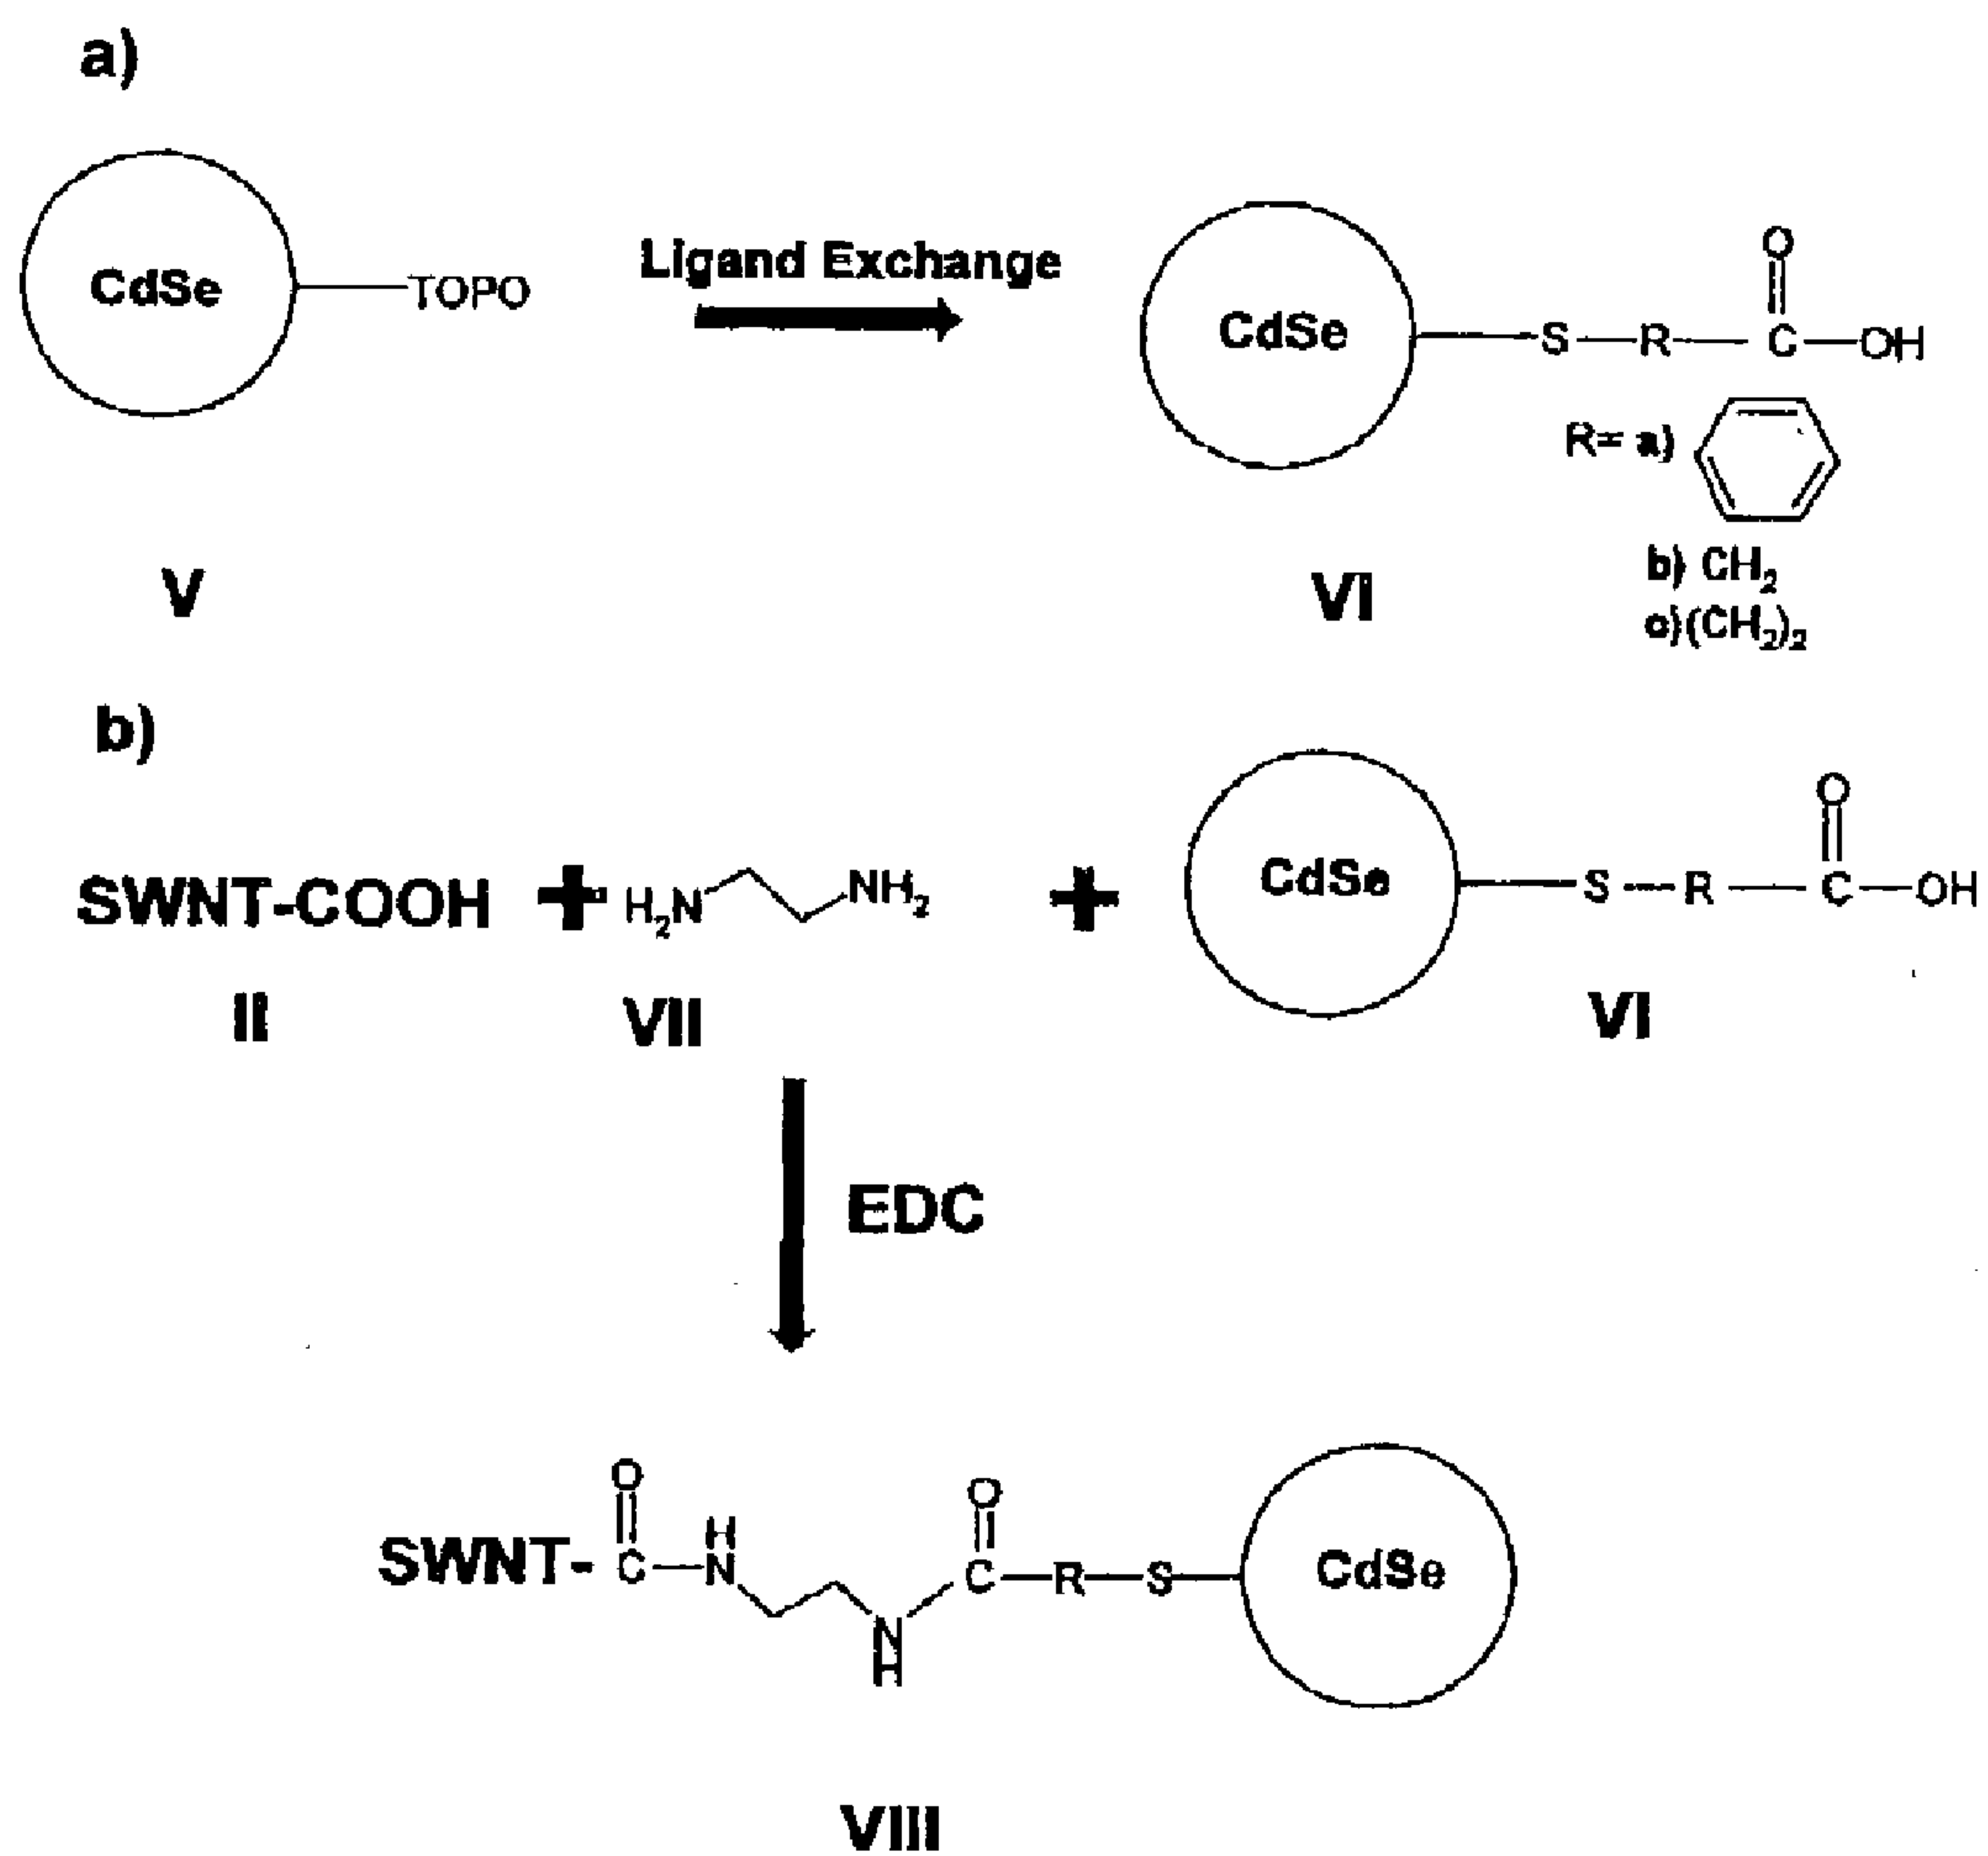 a)
CdSe
TOPO
Ligand Exchange
CdSe
S
R
C
O
OH
R= a)
b) CH2
c)(CH2)2
V
VI
b)
SWNT-COOH
+
H2N
NH2
+
CdSe
S
R
C
O
OH
II
VII
VI
EDC
SWNT-
C
O
H
N
N
H
C
O
R
S
CdSe
VIII